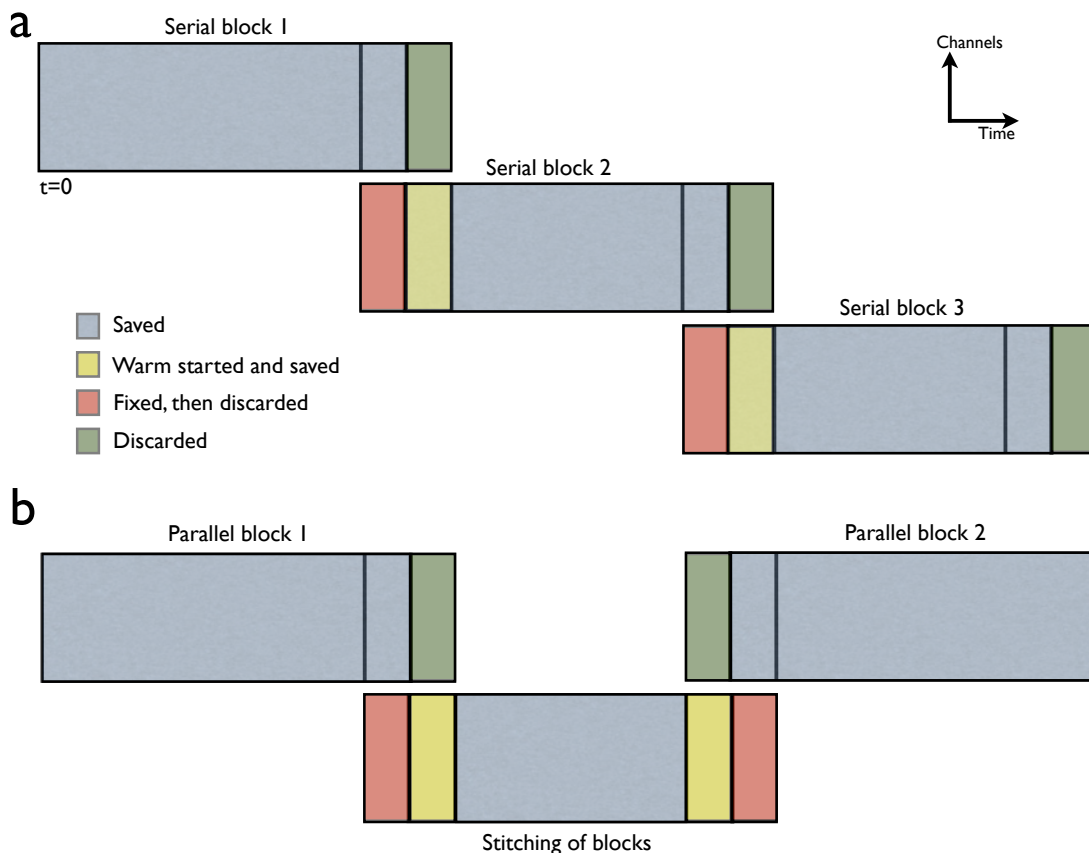 a
Serial block 1
Channels
Time
t=0
Serial block 2
Serial block 3
Saved
Warm started and saved
Fixed, then discarded
Discarded
b
Parallel block 1
Parallel block 2
Stitching of blocks